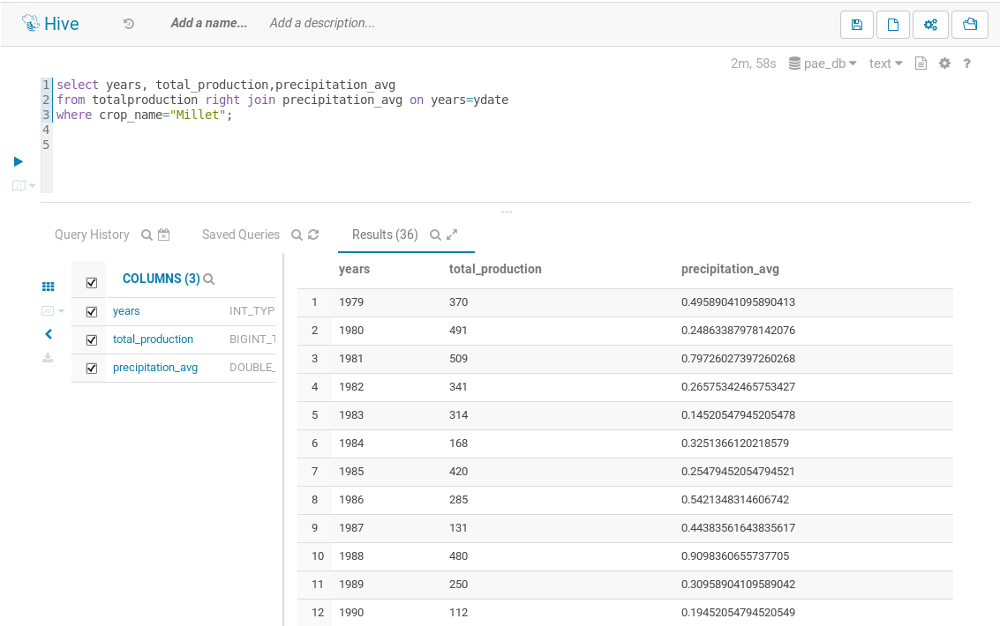 Hive Add a name... Add a description...
2m, 58s pae_db text ?
1 select years, total_production,precipitation_avg
2 from totalproduction right join precipitation_avg on years=ydate
3 where crop_name="Millet";
4
5
Query History Saved Queries Results (36)
COLUMNS (3)
years INT_TYP
total_production BIGINT_T
precipitation_avg DOUBLE_
years total_production precipitation_avg
1 1979 370 0.49589041095890413
2 1980 491 0.24863387978142076
3 1981 509 0.79726027397260268
4 1982 341 0.26575342465753427
5 1983 314 0.14520547945205478
6 1984 168 0.3251366120218579
7 1985 420 0.25479452054794521
8 1986 285 0.5421348314606742
9 1987 131 0.44383561643835617
10 1988 480 0.9098360655737705
11 1989 250 0.30958904109589042
12 1990 112 0.19452054794520549